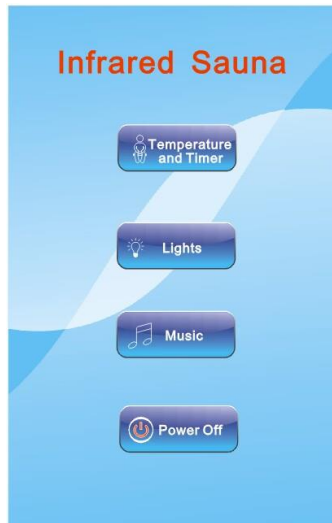 Infrared Sauna
Temperature
and Timer
Lights
Music
Power Off